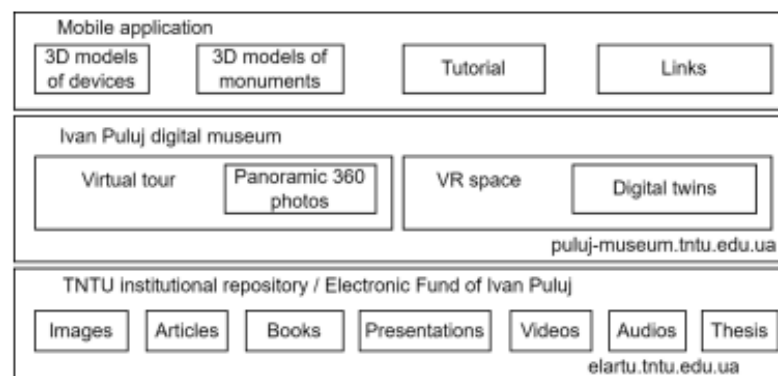 Mobile application
3D models
of devices
3D models of
monuments
Tutorial
Links
Ivan Puluj digital museum
Virtual tour
Panoramic 360
photos
VR space
Digital twins
puluj-museum.tntu.edu.ua
TNTU institutional repository / Electronic Fund of Ivan Puluj
Images
Articles
Books
Presentations
Videos
Audios
Thesis
elartu.tntu.edu.ua